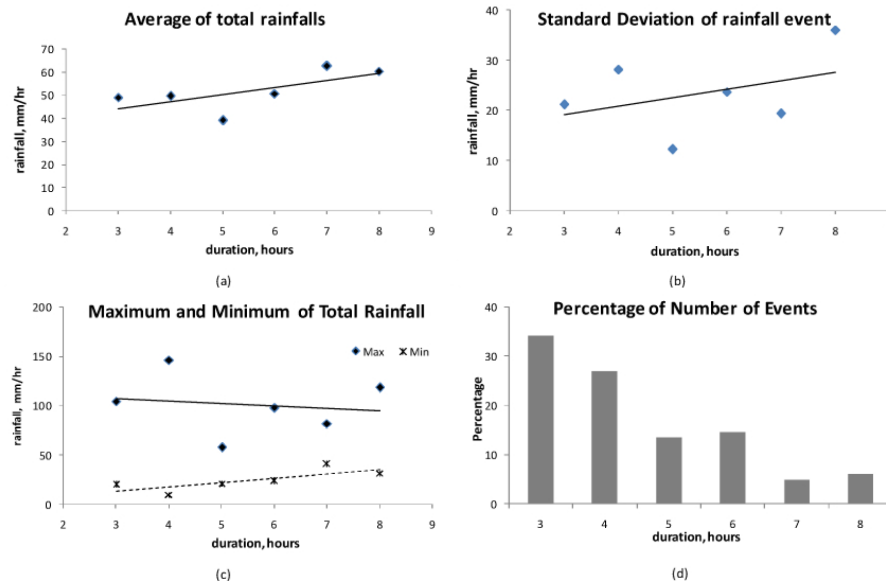 Average of total rainfalls
70
60
50
40
30
20
10
0
rainfall, mm/hr
2 3 4 5 6 7 8 9
duration, hours
(a)
Standard Deviation of rainfall event
40
30
20
10
0
rainfall, mm/hr
2 3 4 5 6 7 8
duration, hours
(b)
Maximum and Minimum of Total Rainfall
200
150
100
50
0
rainfall, mm/hr
Max Min
2 3 4 5 6 7 8 9
duration, hours
(c)
Percentage of Number of Events
40
30
20
10
0
Percentage
3 4 5 6 7 8
duration, hours
(d)